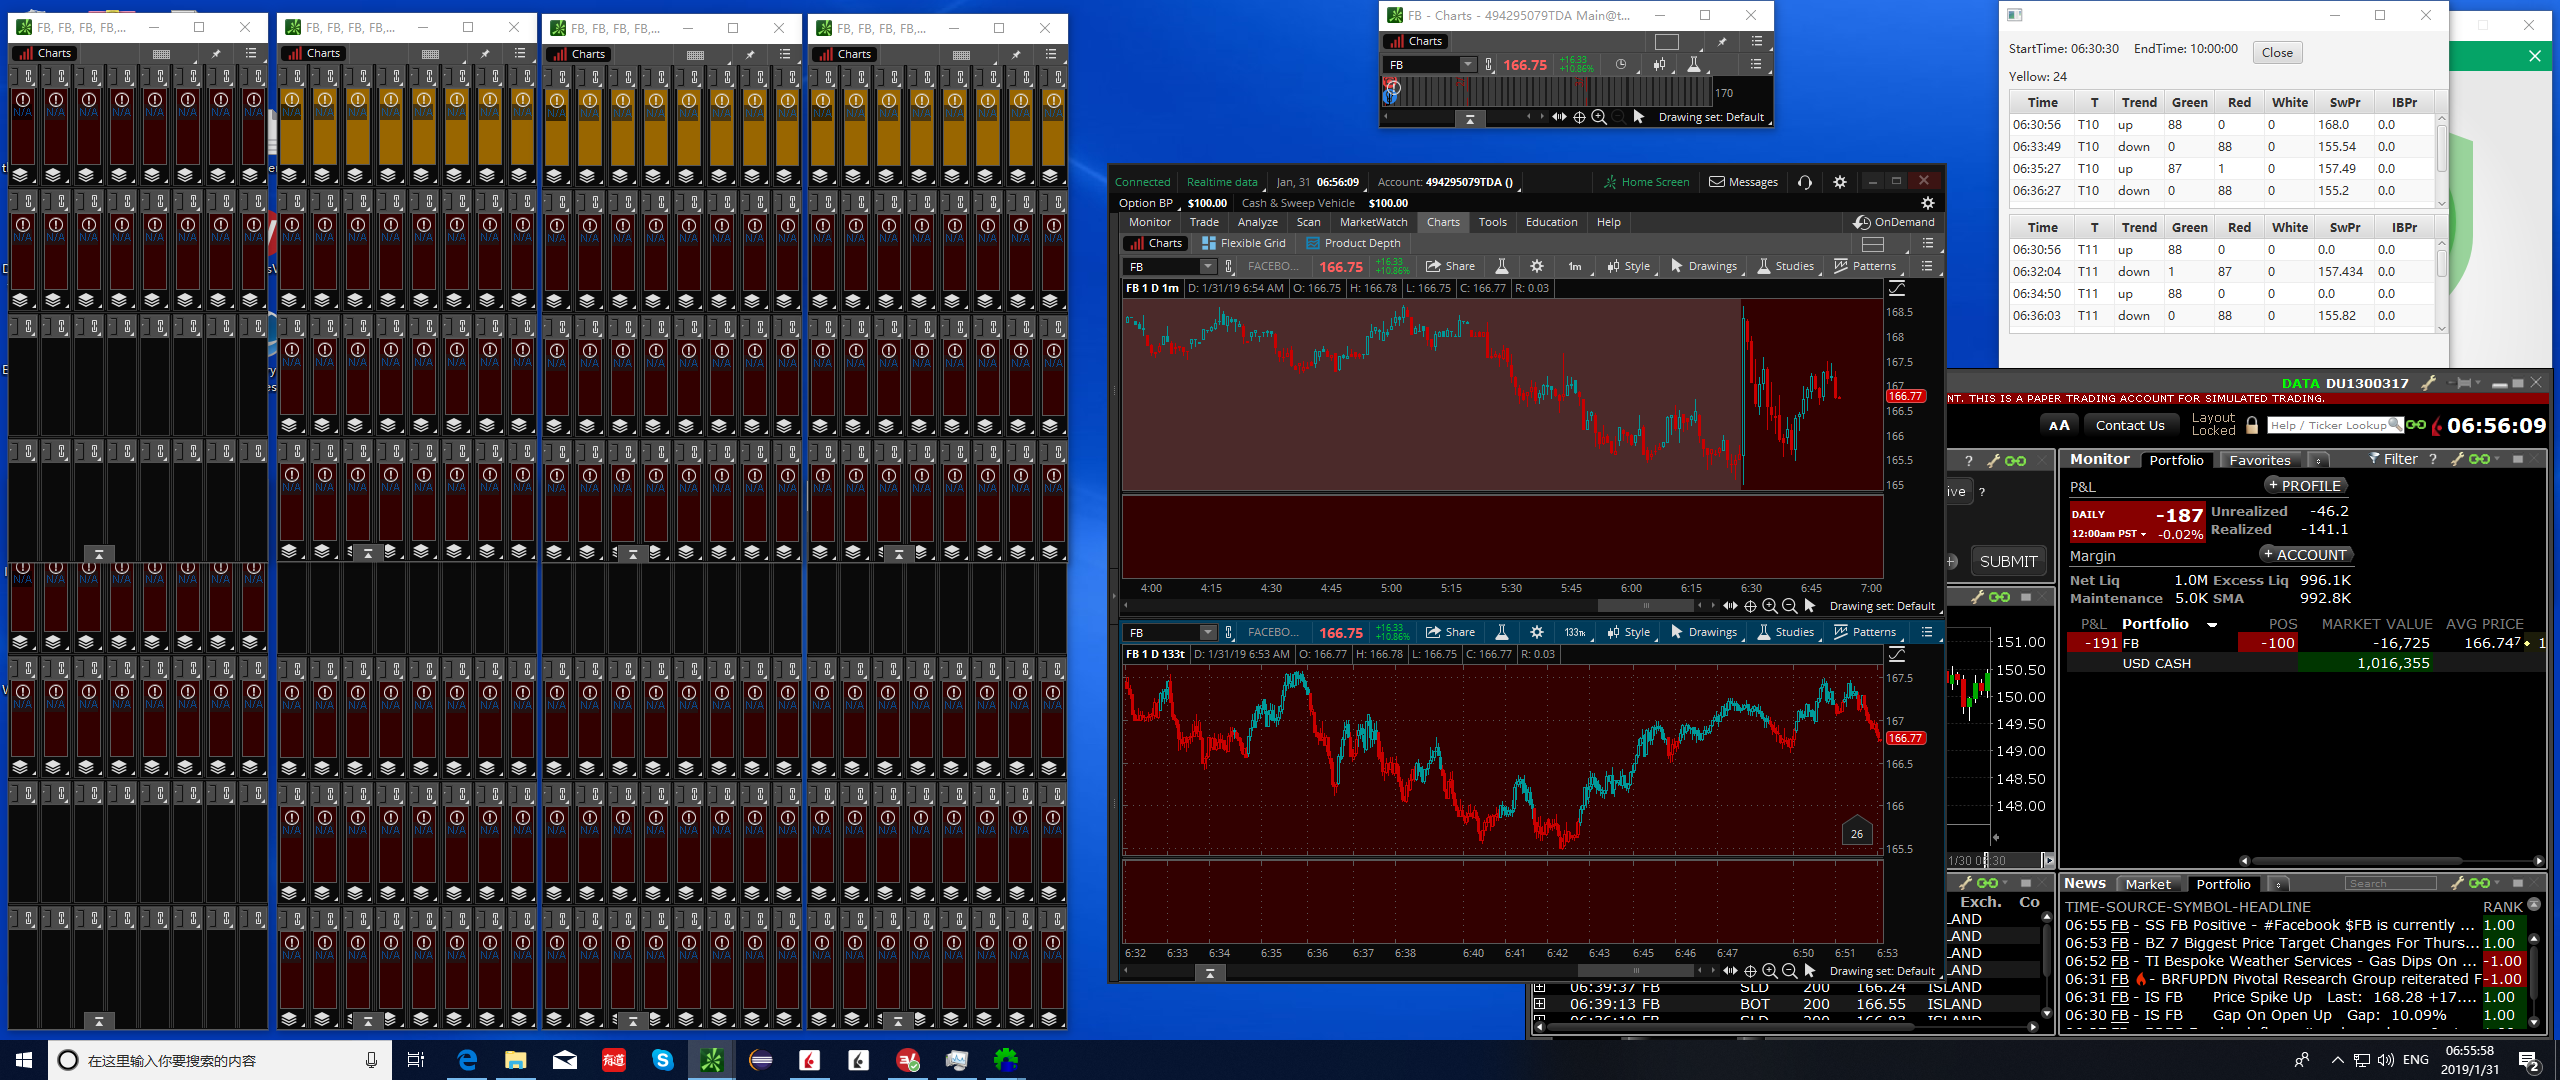 FB, FB, FB, FB,...
Charts
FB, FB, FB, FB,...
Charts
FB, FB, FB, FB,...
Charts
FB, FB, FB, FB,...
Charts
N/A
FB - Charts - 494295079TDA Main@t...
Charts
FB 166.75 +16.33 +10.86%
170
Drawing set: Default
StartTime: 06:30:30 EndTime: 10:00:00 Close
Yellow: 24
Time T Trend Green Red White SwPr IBPr
06:30:56 T10 up 88 0 0 168.0 0.0
06:33:49 T10 down 0 88 0 155.54 0.0
06:35:27 T10 up 87 1 0 157.49 0.0
06:36:27 T10 down 0 88 0 155.2 0.0
Time T Trend Green Red White SwPr IBPr
06:30:56 T11 up 88 0 0 0.0 0.0
06:32:04 T11 down 1 87 0 157.434 0.0
06:34:50 T11 up 88 0 0 0.0 0.0
06:36:03 T11 down 0 88 0 155.82 0.0
Connected Realtime data Jan, 31 06:56:09 Account: 494295079TDA () Home Screen Messages
Option BP $100.00 Cash & Sweep Vehicle $100.00
Monitor Trade Analyze Scan MarketWatch Charts Tools Education Help OnDemand
Charts Flexible Grid Product Depth
FB FACEBO... 166.75 +16.33 +10.86% Share 1m Style Drawings Studies Patterns
FB 1 D 1m D: 1/31/19 6:54 AM O: 166.75 H: 166.78 L: 166.75 C: 166.77 R: 0.03
168.5
168
167.5
167
166.77
166.5
166
165.5
165
4:00 4:15 4:30 4:45 5:00 5:15 5:30 5:45 6:00 6:15 6:30 6:45 7:00
Drawing set: Default
FB FACEBO... 166.75 +16.33 +10.86% Share 133t Style Drawings Studies Patterns
FB 1 D 133t D: 1/31/19 6:53 AM O: 166.77 H: 166.78 L: 166.75 C: 166.77 R: 0.03
167.5
167
166.77
166.5
166
165.5
26
6:32 6:33 6:34 6:35 6:36 6:37 6:38 6:39 6:40 6:41 6:42 6:43 6:45 6:46 6:47 6:50 6:51 6:53
Drawing set: Default
DATA DU1300317
NT. THIS IS A PAPER TRADING ACCOUNT FOR SIMULATED TRADING.
AA Contact Us Layout Locked Help / Ticker Lookup 06:56:09
ive ?
SUBMIT
Monitor Portfolio Favorites Filter ?
P&L + PROFILE
DAILY -187 Unrealized -46.2
12:00am PST -0.02% Realized -141.1
Margin + ACCOUNT
Net Liq 1.0M Excess Liq 996.1K
Maintenance 5.0K SMA 992.8K
P&L Portfolio POS MARKET VALUE AVG PRICE
-191 FB -100 -16,725 166.747 1
USD CASH 1,016,355
151.00
150.50
150.00
149.50
149.00
148.50
148.00
Exch. Co
LAND
LAND
LAND
LAND
06:39:37 FB SLD 200 166.24 ISLAND
06:39:13 FB BOT 200 166.55 ISLAND
News Market Portfolio Search
TIME-SOURCE-SYMBOL-HEADLINE RANK
06:55 FB - SS FB Positive - #Facebook $FB is currently ... 1.00
06:53 FB - BZ 7 Biggest Price Target Changes For Thurs... 1.00
06:52 FB - TI Bespoke Weather Services - Gas Dips On ... -1.00
06:31 FB - BRFUPDN Pivotal Research Group reiterated F -1.00
06:31 FB - IS FB Price Spike Up Last: 168.28 +17.... 1.00
06:30 FB - IS FB Gap On Open Up Gap: 10.09% 1.00
在这里输入你要搜索的内容
有道
ENG
06:55:58
2019/1/31
2